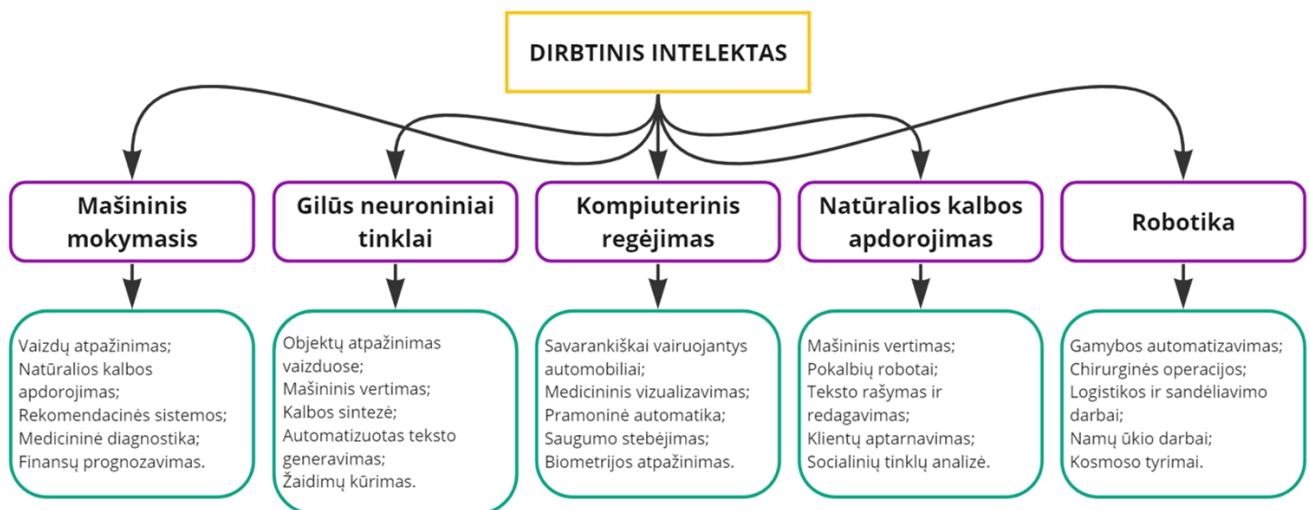 DIRBTINIS INTELEKTAS
Mašininis
mokymasis
Gilūs neuroniniai
tinklai
Kompiuterinis
regėjimas
Natūralios kalbos
apdorojimas
Robotika
Vaizdų atpažinimas;
Natūralios kalbos
apdorojimas;
Rekomendacinės sistemos;
Medicininė diagnostika;
Finansų prognozavimas.
Objektų atpažinimas
vaizduose;
Mašininis vertimas;
Kalbos sintezė;
Automatizuotas teksto
generavimas;
Žaidimų kūrimas.
Savarankiškai vairuojantys
automobiliai;
Medicininis vizualizavimas;
Pramoninė automatika;
Saugumo stebėjimas;
Biometrijos atpažinimas.
Mašininis vertimas;
Pokalbių robotai;
Teksto rašymas ir
redagavimas;
Klientų aptarnavimas;
Socialinių tinklų analizė.
Gamybos automatizavimas;
Chirurginės operacijos;
Logistikos ir sandėliavimo
darbai;
Namų ūkio darbai;
Kosmoso tyrimai.